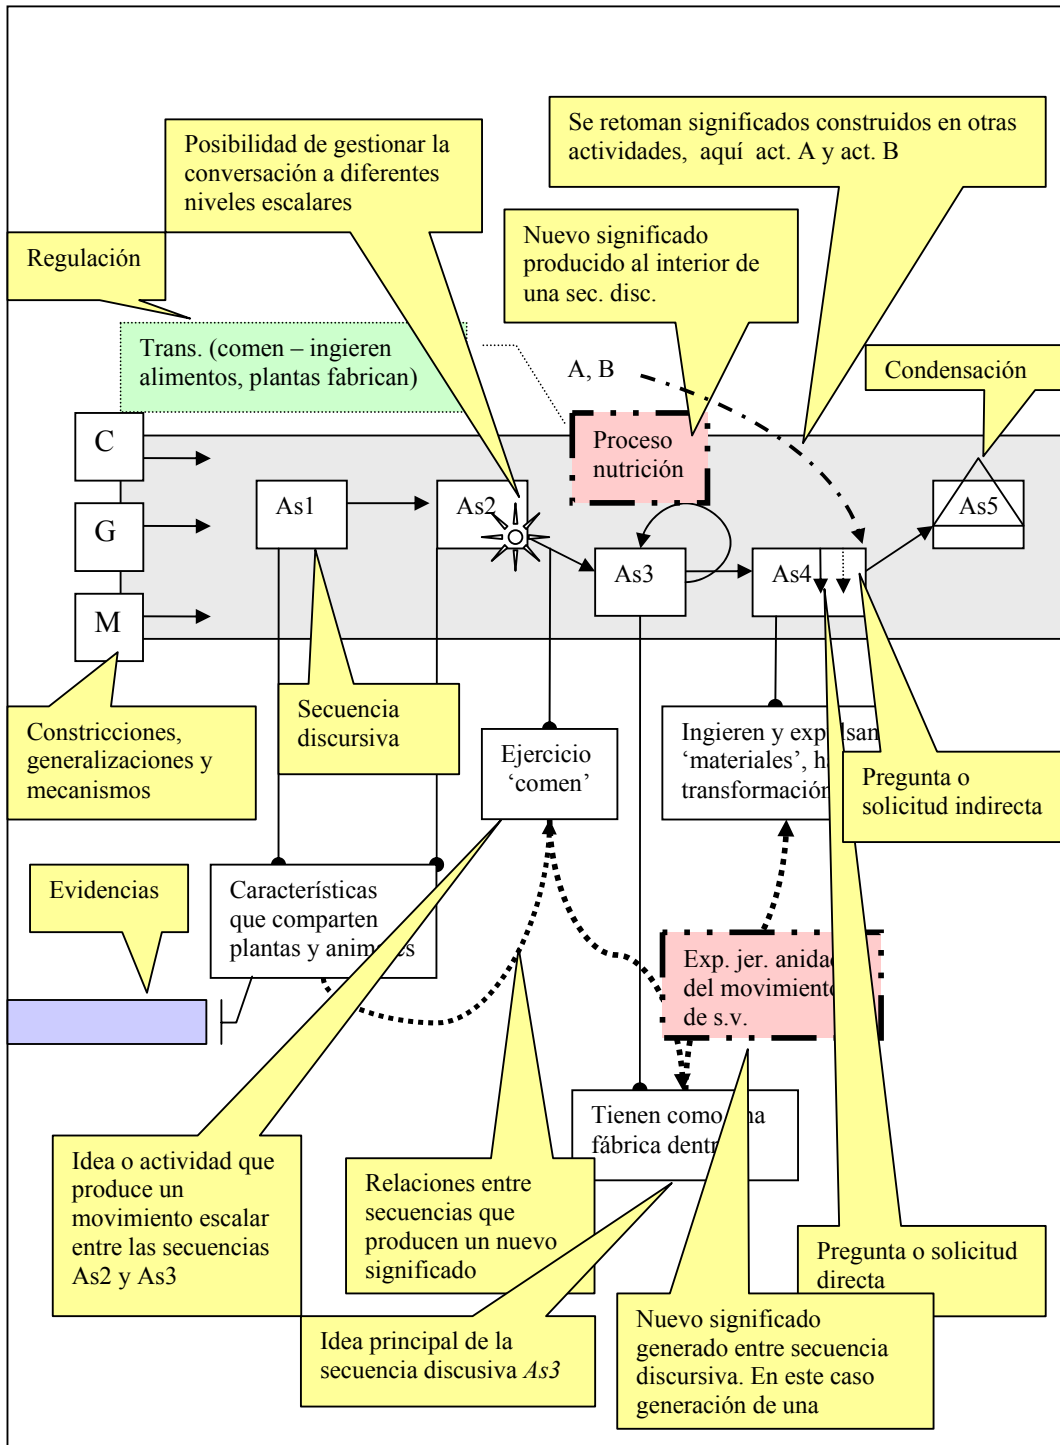 Posibilidad de gestionar la
conversación a diferentes
niveles escalares
Se retoman significados construidos en otras
actividades, aquí act. A y act. B
Regulación
Nuevo significado
producido al interior de
una sec. disc.
Trans. (comen – ingieren
alimentos, plantas fabrican)
A, B
Condensación
C
G
M
Proceso
nutrición
As1
As2
As3
As4
As5
Constricciones,
generalizaciones y
mecanismos
Secuencia
discursiva
Ejercicio
‘comen’
Ingieren y expulsan
‘materiales’,
transformación
Pregunta o
solicitud indirecta
Evidencias
Características
que comparten
plantas y animales
Exp. jer.
del movimiento
de s.v.
Tienen como una
fábrica
Idea o actividad que
produce un
movimiento escalar
entre las secuencias
As2 y As3
Relaciones entre
secuencias que
producen un nuevo
significado
Pregunta o solicitud
directa
Idea principal de la
secuencia discusiva As3
Nuevo significado
generado entre secuencia
discursiva. En este caso
generación de una